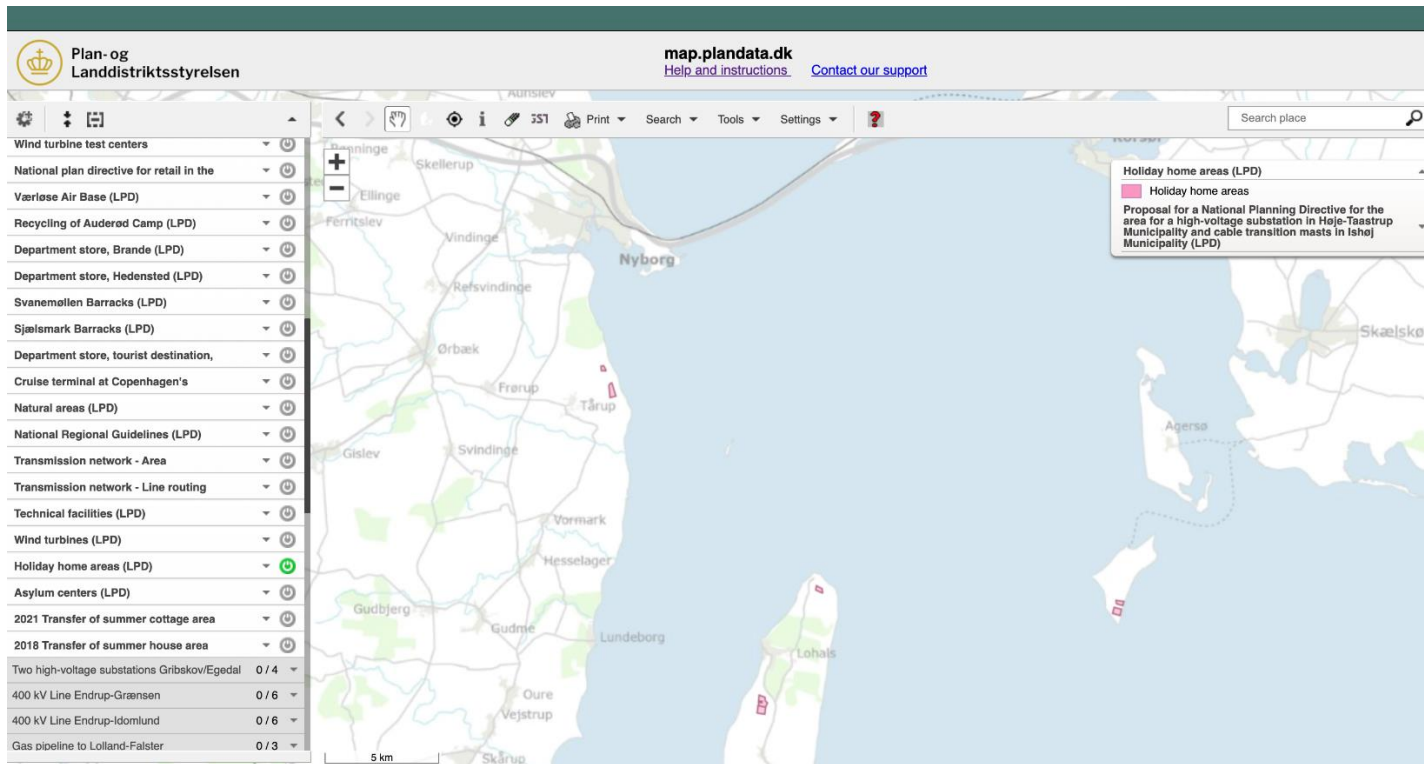 Plan- og
Landdistriktsstyrelsen
map.plandata.dk
Help and instructions Contact our support
Print Search Tools Settings ?
Search place
Wind turbine test centers
National plan directive for retail in the
Værløse Air Base (LPD)
Recycling of Auderød Camp (LPD)
Department store, Brande (LPD)
Department store, Hedensted (LPD)
Svanemøllen Barracks (LPD)
Sjælsmark Barracks (LPD)
Department store, tourist destination,
Cruise terminal at Copenhagen's
Natural areas (LPD)
National Regional Guidelines (LPD)
Transmission network - Area
Transmission network - Line routing
Technical facilities (LPD)
Wind turbines (LPD)
Holiday home areas (LPD)
Asylum centers (LPD)
2021 Transfer of summer cottage area
2018 Transfer of summer house area
Two high-voltage substations Gribskov/Egedal 0 / 4
400 kV Line Endrup-Grænsen 0 / 6
400 kV Line Endrup-Idomlund 0 / 6
Gas pipeline to Lolland-Falster 0 / 3
+
−
Skellerup
Ellinge
Ferritslev
Vindinge
Nyborg
Refsvindinge
Ørbæk
Frørup
Tårup
Gislev
Svindinge
Vormark
Hesselager
Gudbjerg
Gudme
Lundeborg
Lohals
Oure
Vejstrup
Skårup
Agersø
Skælskø
5 km
Holiday home areas (LPD)
Holiday home areas
Proposal for a National Planning Directive for the
area for a high-voltage substation in Høje-Taastrup
Municipality and cable transition masts in Ishøj
Municipality (LPD)